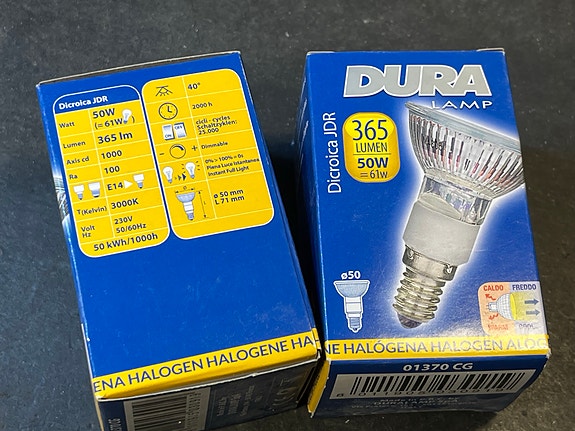 Dicroica JDR
Watt
50W
(= 61W
Lumen
365 lm
Axis cd
1000
Ra
100
E14
T(Kelvin)
3000K
Volt
230V
Hz
50/60Hz
50 kWh/1000h
40°
2000 h
cicli - cycles
Schaltzyklen:
25.000
- +
Dimmable
0% > 100% = 0s
Piena Luce Istantanea
Instant Full Light
ø 50 mm
L 71 mm
ENA HALOGEN HALOGENE HA
DURA
LAMP
Dicroica JDR
365
LUMEN
50W
= 61w
ø50
CALDO
FREDDO
HALÓGENA HALOGEN
01370 CG